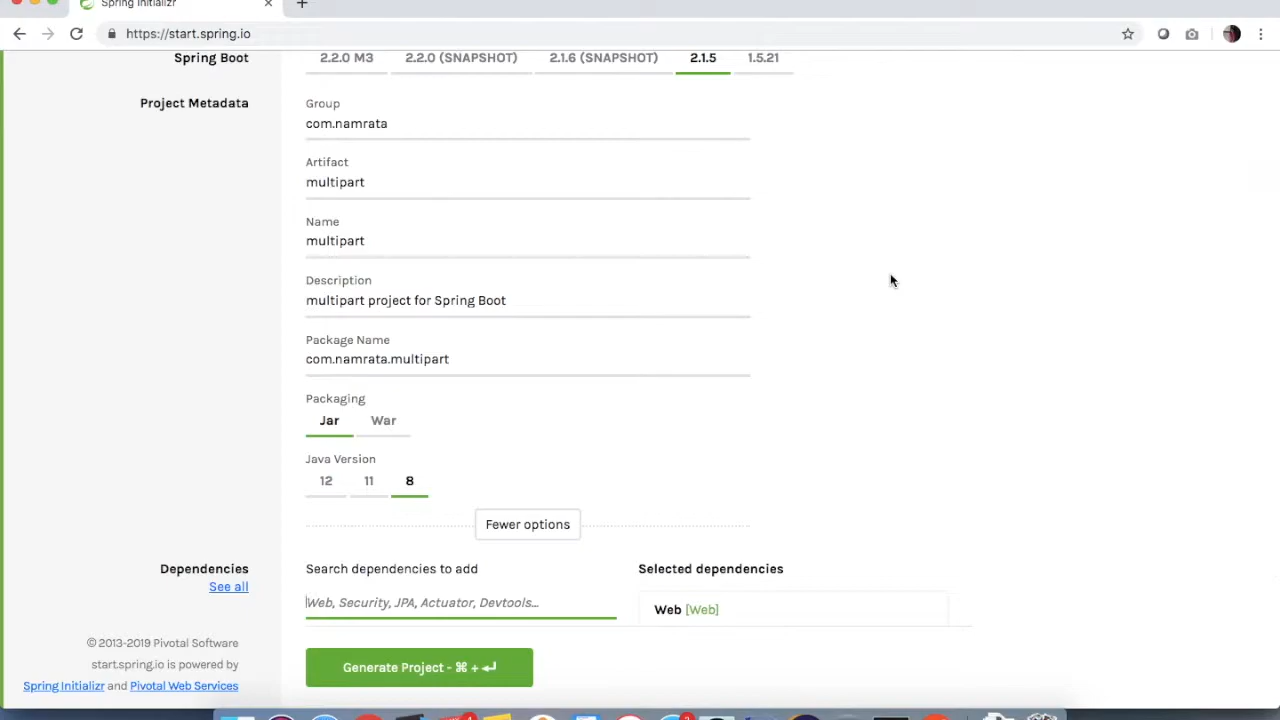 Spring Initializr
https://start.spring.io
Spring Boot
2.2.0 M3 2.2.0 (SNAPSHOT) 2.1.6 (SNAPSHOT) 2.1.5 1.5.21
Project Metadata
Group
com.namrata
Artifact
multipart
Name
multipart
Description
multipart project for Spring Boot
Package Name
com.namrata.multipart
Packaging
Jar War
Java Version
12 11 8
Fewer options
Dependencies
See all
Search dependencies to add
Web, Security, JPA, Actuator, Devtools...
Selected dependencies
Web [Web]
© 2013-2019 Pivotal Software
start.spring.io is powered by
Spring Initializr and Pivotal Web Services
Generate Project - ⌘ + ↵